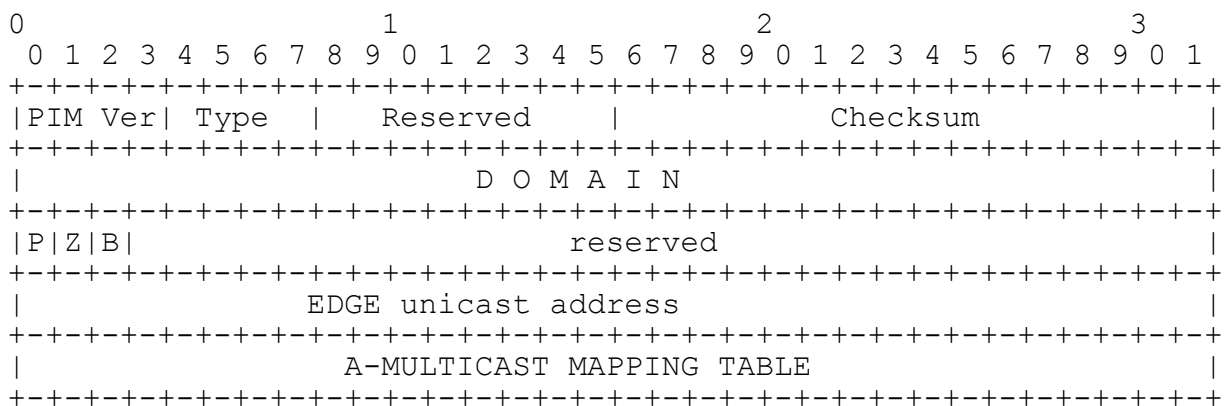 0                   1                   2                   3
 0 1 2 3 4 5 6 7 8 9 0 1 2 3 4 5 6 7 8 9 0 1 2 3 4 5 6 7 8 9 0 1
+-+-+-+-+-+-+-+-+-+-+-+-+-+-+-+-+-+-+-+-+-+-+-+-+-+-+-+-+-+-+-+-+
|PIM Ver| Type  |   Reserved    |           Checksum            |
+-+-+-+-+-+-+-+-+-+-+-+-+-+-+-+-+-+-+-+-+-+-+-+-+-+-+-+-+-+-+-+-+
|                        D O M A I N                            |
+-+-+-+-+-+-+-+-+-+-+-+-+-+-+-+-+-+-+-+-+-+-+-+-+-+-+-+-+-+-+-+-+
|P|Z|B|                       reserved                          |
+-+-+-+-+-+-+-+-+-+-+-+-+-+-+-+-+-+-+-+-+-+-+-+-+-+-+-+-+-+-+-+-+
|               EDGE unicast address                            |
+-+-+-+-+-+-+-+-+-+-+-+-+-+-+-+-+-+-+-+-+-+-+-+-+-+-+-+-+-+-+-+-+
|                 A-MULTICAST MAPPING TABLE                     |
+-+-+-+-+-+-+-+-+-+-+-+-+-+-+-+-+-+-+-+-+-+-+-+-+-+-+-+-+-+-+-+-+